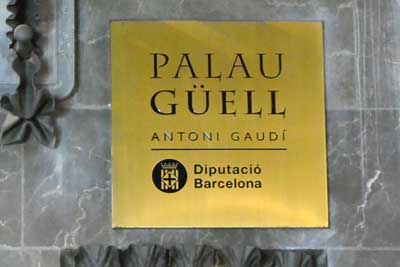 PALAU
GÜELL
ANTONI GAUDÍ
Diputació
Barcelona